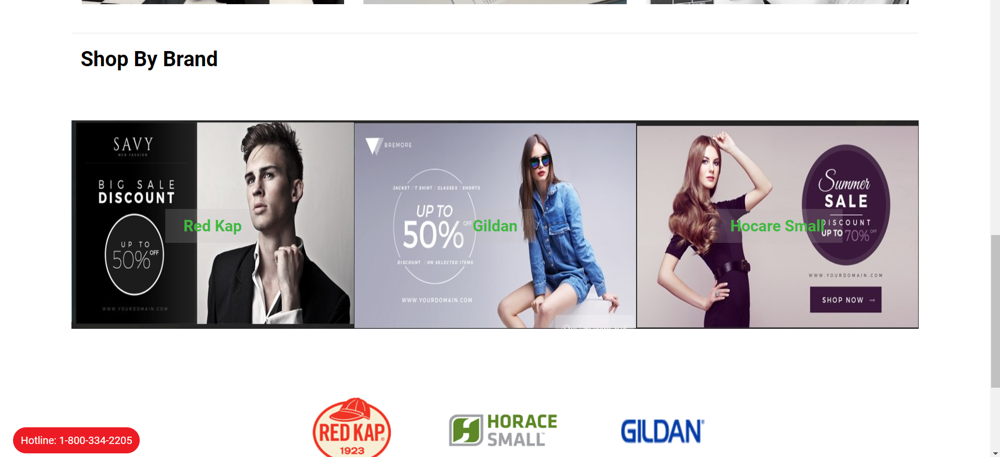 Shop By Brand
SAVY
MEN FASHION
BIG SALE
DISCOUNT
UP TO
50% OFF
WWW.YOURDOMAIN.COM
Red Kap
BREMORE
JACKET / T SHIRT / GLASSES / SHORTS
UP TO
50% OFF
DISCOUNT / ON SELECTED ITEMS
WWW.YOURDOMAIN.COM
Gildan
Summer
SALE
DISCOUNT
UP TO 70% OFF
WWW.YOURDOMAIN.COM
SHOP NOW →
Hocare Small
RED KAP®
1923
HORACE
SMALL™
GILDAN®
Hotline: 1-800-334-2205